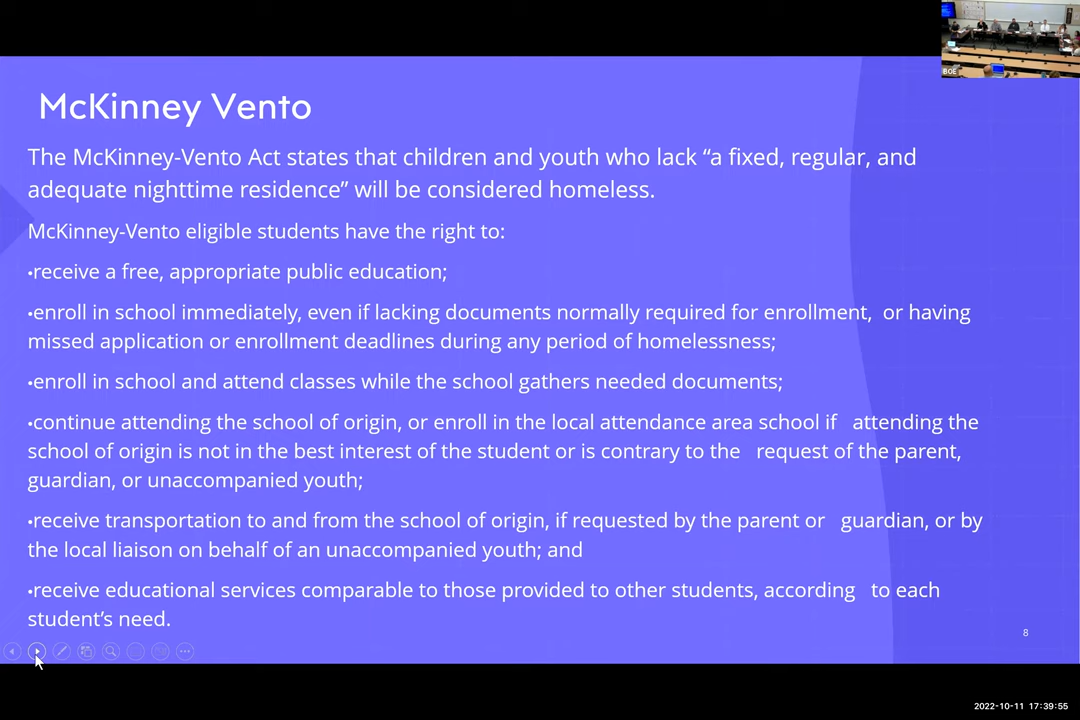 BOE
McKinney Vento
The McKinney-Vento Act states that children and youth who lack “a fixed, regular, and
adequate nighttime residence” will be considered homeless.
McKinney-Vento eligible students have the right to:
•receive a free, appropriate public education;
•enroll in school immediately, even if lacking documents normally required for enrollment,  or having
missed application or enrollment deadlines during any period of homelessness;
•enroll in school and attend classes while the school gathers needed documents;
•continue attending the school of origin, or enroll in the local attendance area school if   attending the
school of origin is not in the best interest of the student or is contrary to the   request of the parent,
guardian, or unaccompanied youth;
•receive transportation to and from the school of origin, if requested by the parent or   guardian, or by
the local liaison on behalf of an unaccompanied youth; and
•receive educational services comparable to those provided to other students, according   to each
student’s need.
8
2022-10-11 17:39:55